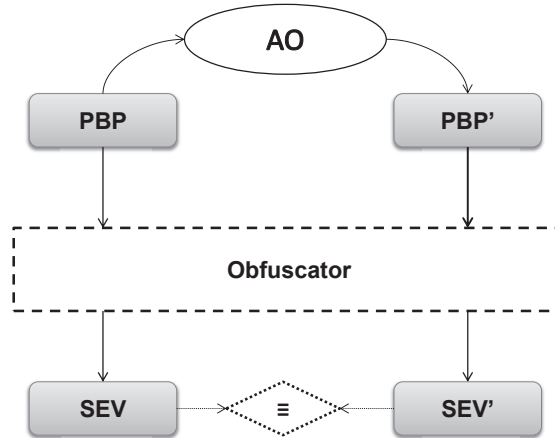 AO
PBP
PBP’
Obfuscator
SEV
≡
SEV’